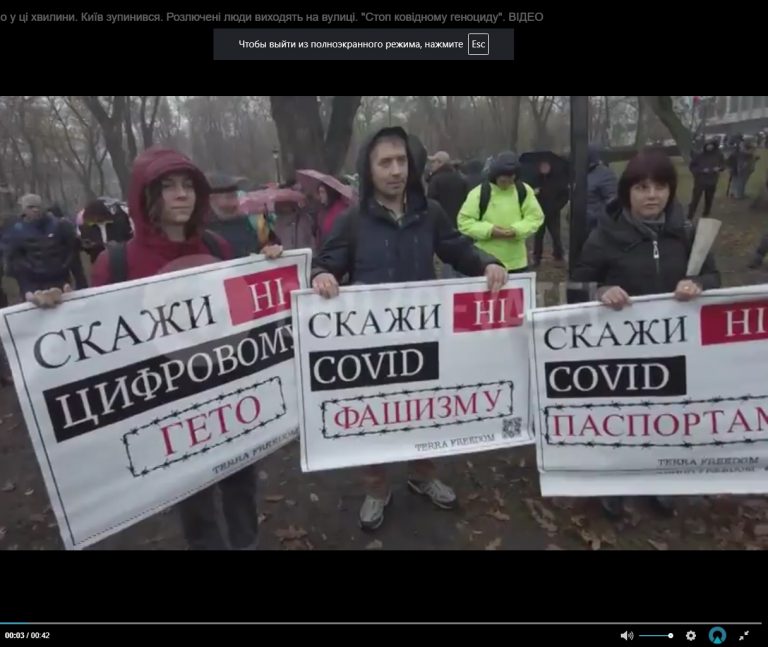 о у ці хвилини. Київ зупинився. Розлючені люди виходять на вулиці. "Стоп ковідному геноциду". ВІДЕО
Чтобы выйти из полноэкранного режима, нажмите Esc
СКАЖИ НІ
ЦИФРОВОМУ
ГЕТО
TERRA FREEDOM
СКАЖИ НІ
COVID
ФАШИЗМУ
TERRA FREEDOM
СКАЖИ НІ
COVID
ПАСПОРТАМ
TERRA FREEDOM
00:03 / 00:42